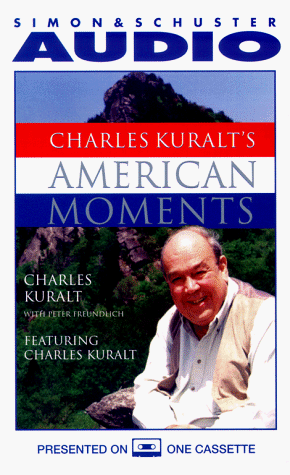 SIMON & SCHUSTER
AUDIO
CHARLES KURALT'S
AMERICAN
MOMENTS
CHARLES
KURALT
WITH PETER FREUNDLICH
FEATURING
CHARLES KURALT
PRESENTED ON ONE CASSETTE